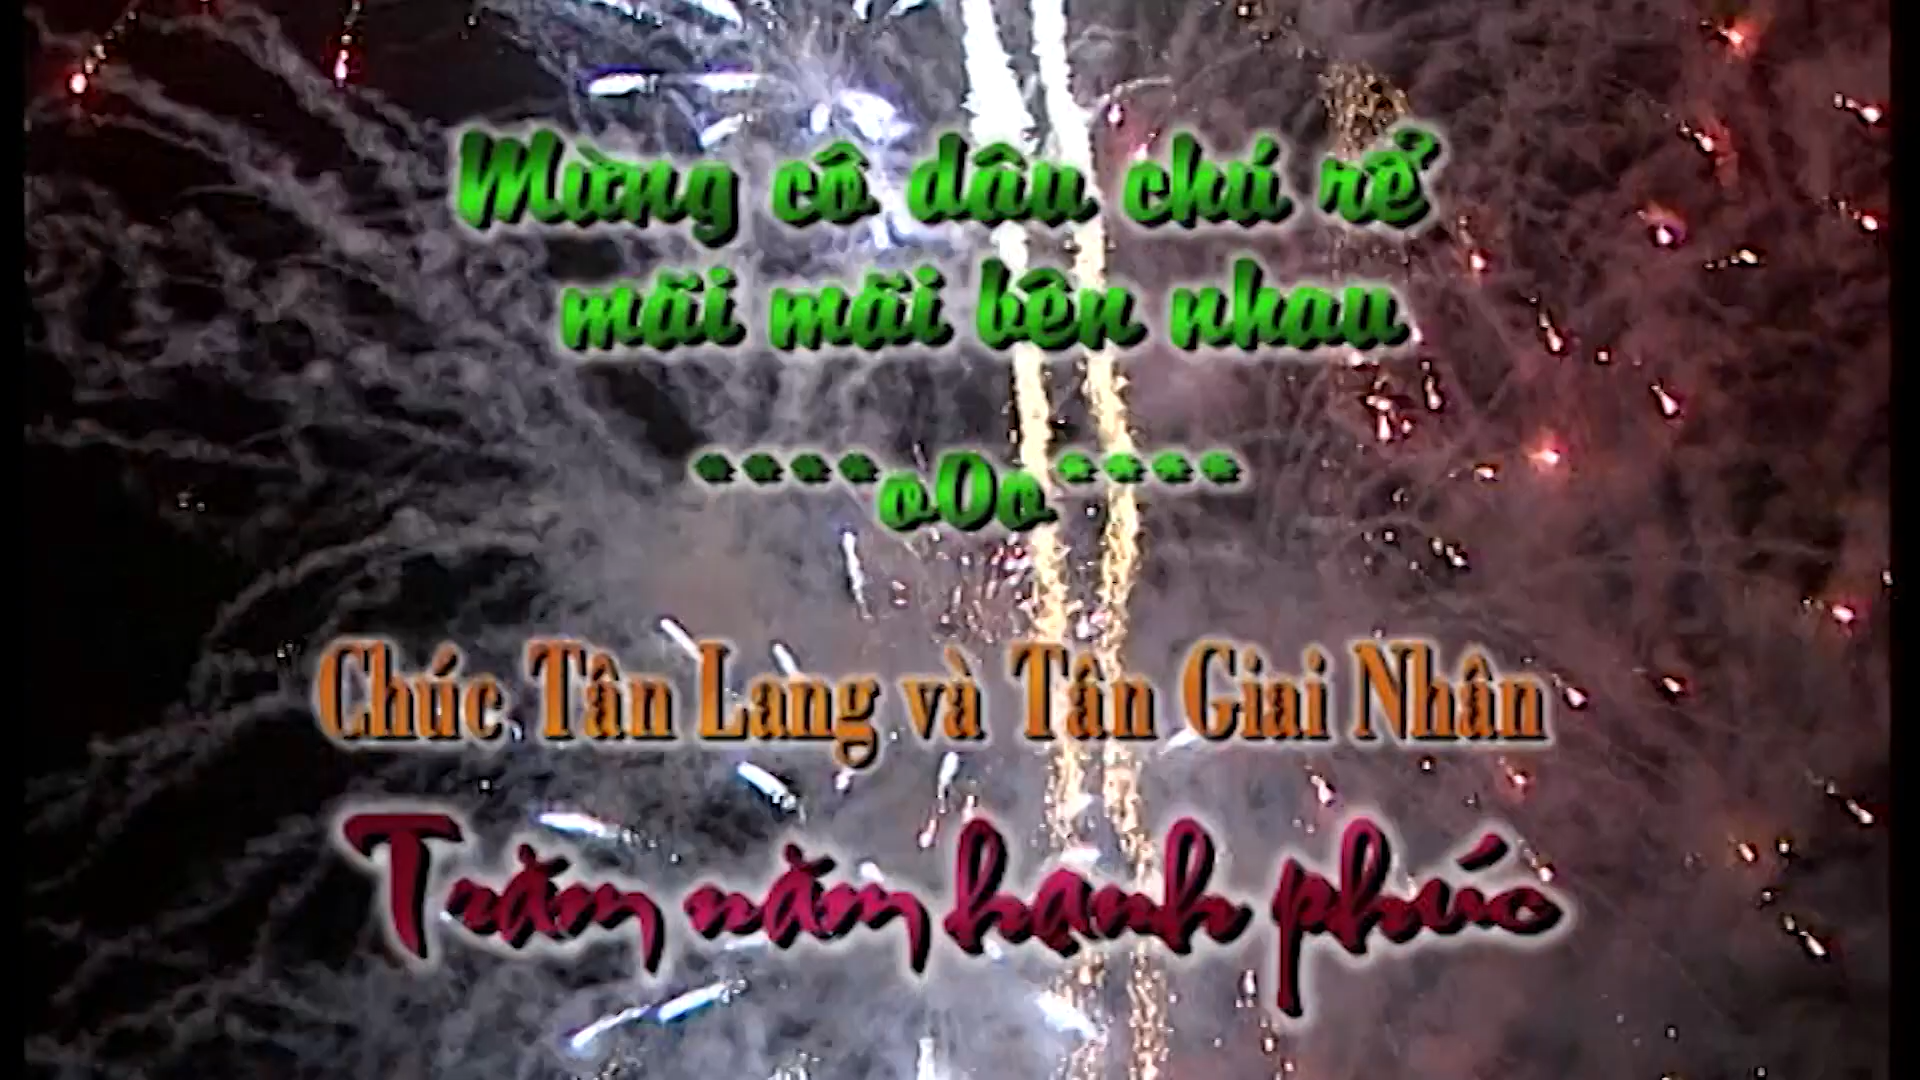 Mừng cô dâu chú rể
mãi mãi bên nhau
****oOo****
Chúc Tân Lang và Tân Giai Nhân
Trăm năm hạnh phúc